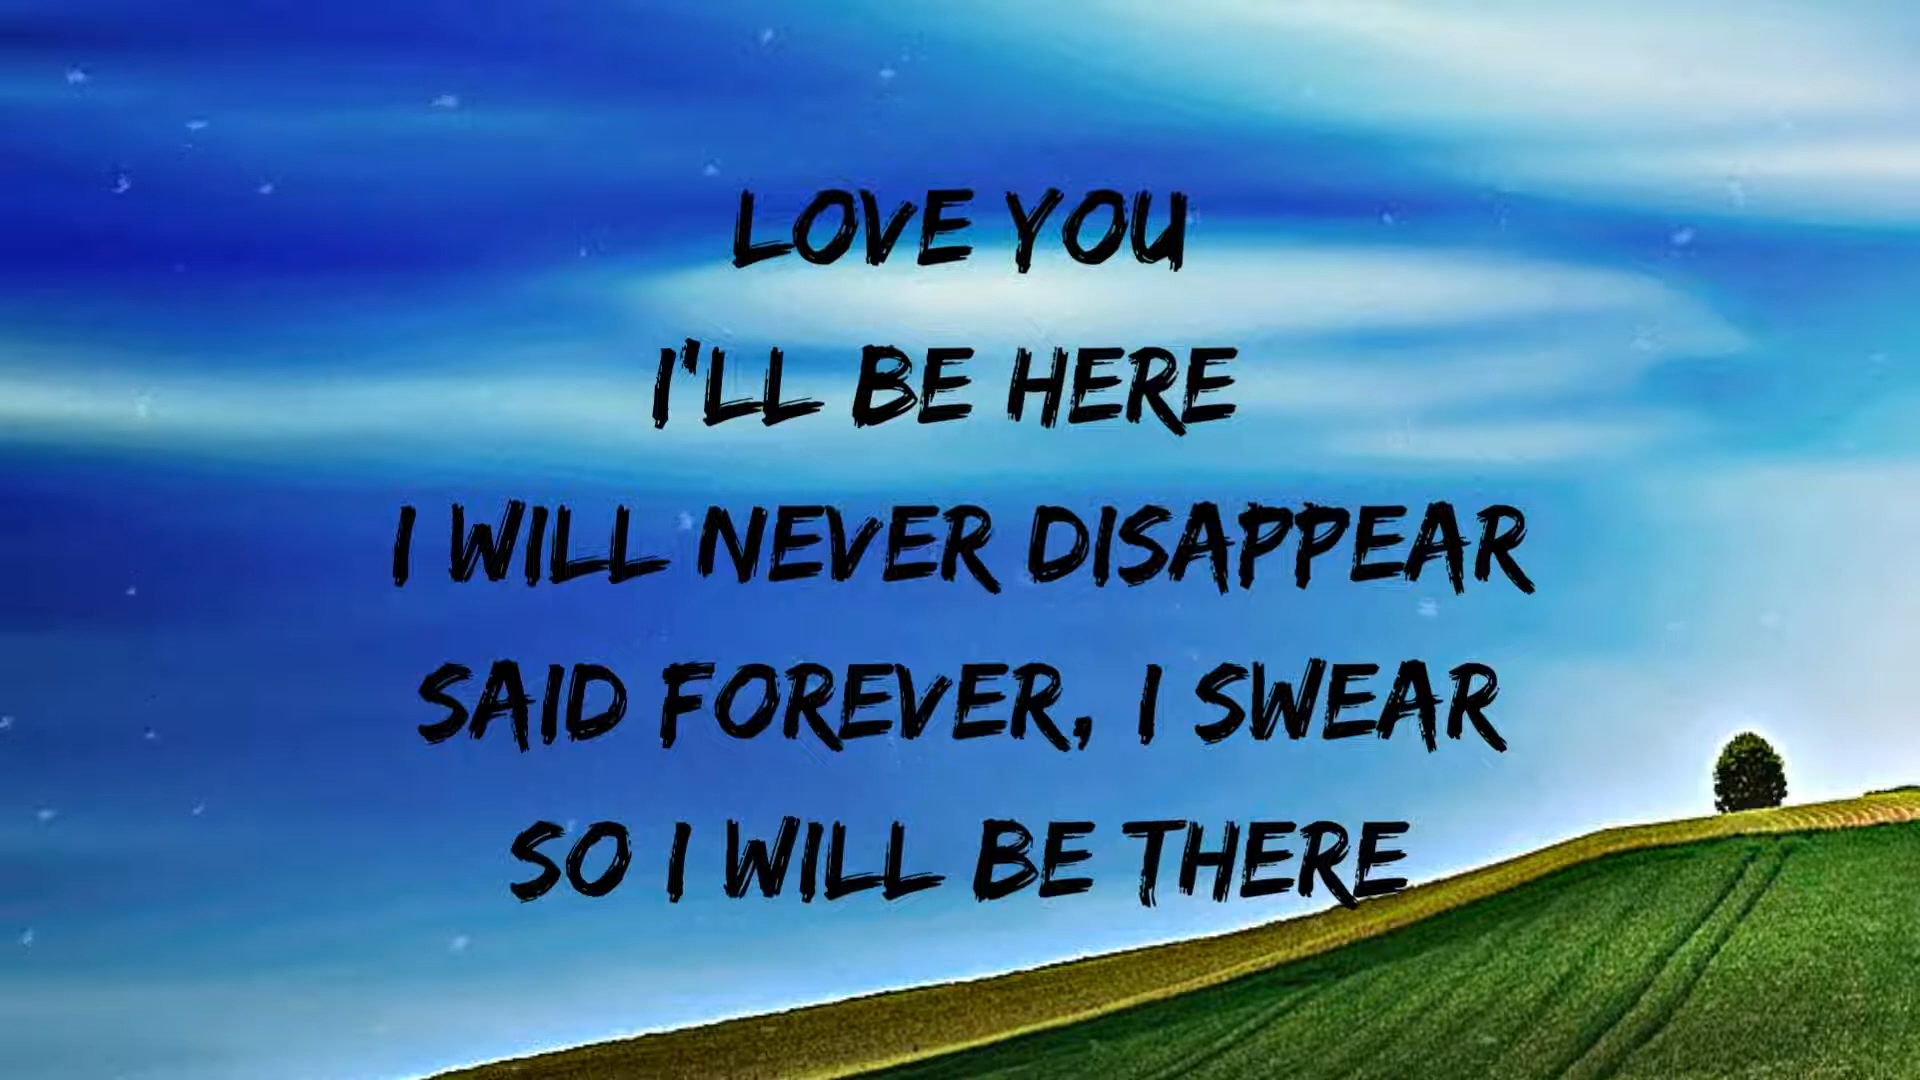 LOVE YOU
I'LL BE HERE
I WILL NEVER DISAPPEAR
SAID FOREVER, I SWEAR
SO I WILL BE THERE